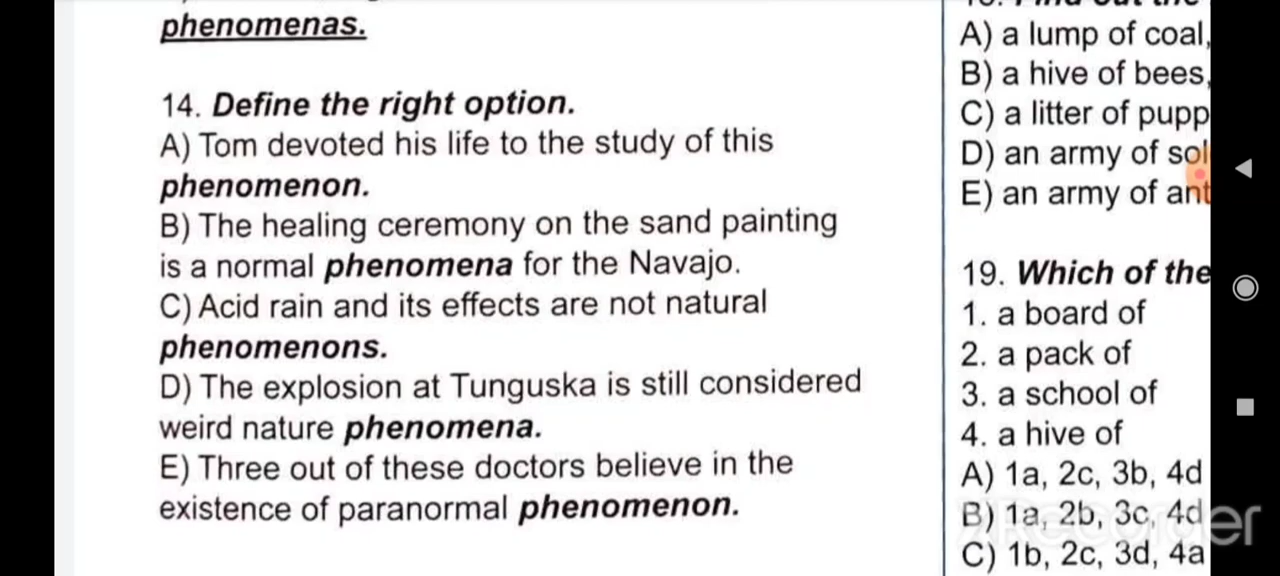 phenomenas.
14. Define the right option.
A) Tom devoted his life to the study of this
phenomenon.
B) The healing ceremony on the sand painting
is a normal phenomena for the Navajo.
C) Acid rain and its effects are not natural
phenomenons.
D) The explosion at Tunguska is still considered
weird nature phenomena.
E) Three out of these doctors believe in the
existence of paranormal phenomenon.
A) a lump of coal,
B) a hive of bees,
C) a litter of pupp
D) an army of sol
E) an army of ant
19. Which of the
1. a board of
2. a pack of
3. a school of
4. a hive of
A) 1a, 2c, 3b, 4d
B) 1a, 2b, 3c, 4d
C) 1b, 2c, 3d, 4a